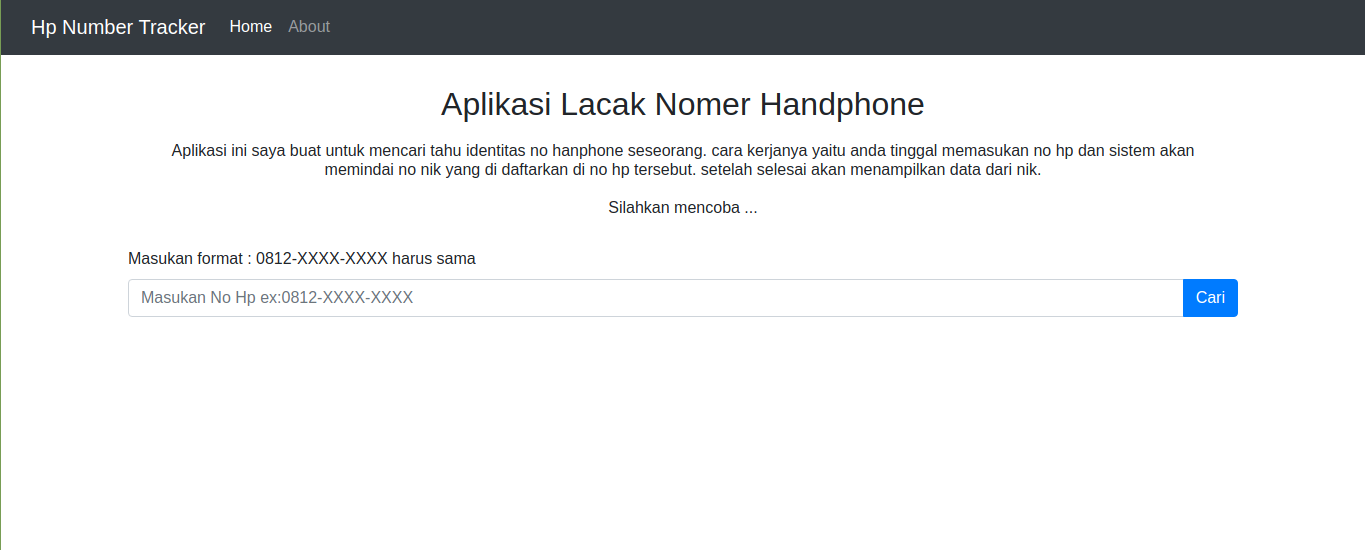 Hp Number Tracker Home About
Aplikasi Lacak Nomer Handphone
Aplikasi ini saya buat untuk mencari tahu identitas no hanphone seseorang. cara kerjanya yaitu anda tinggal memasukan no hp dan sistem akan
memindai no nik yang di daftarkan di no hp tersebut. setelah selesai akan menampilkan data dari nik.
Silahkan mencoba ...
Masukan format : 0812-XXXX-XXXX harus sama
Masukan No Hp ex:0812-XXXX-XXXX Cari